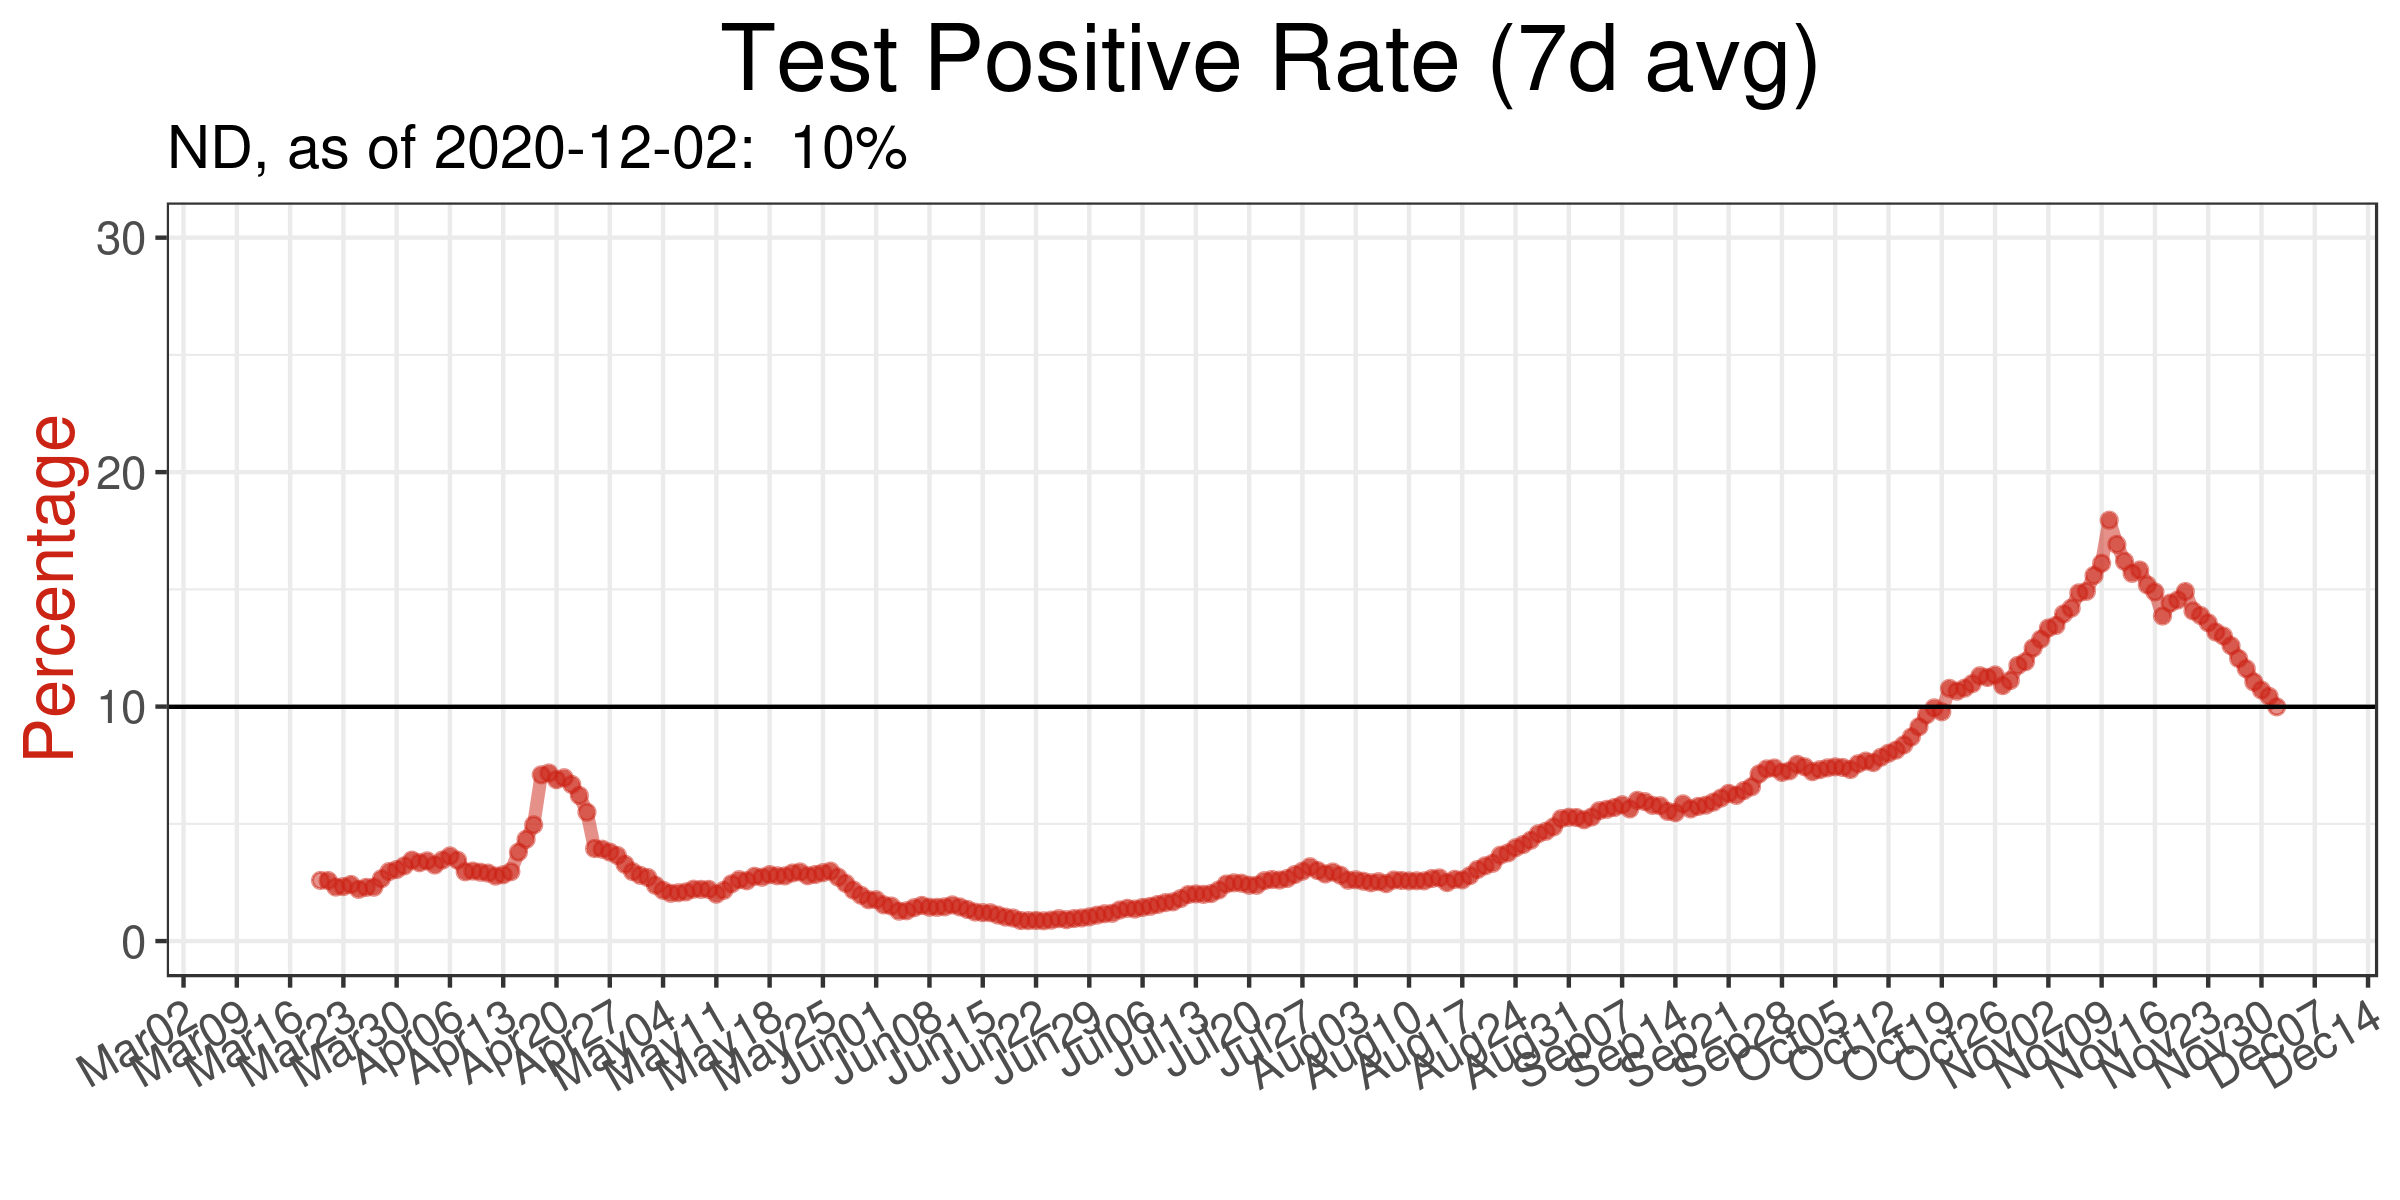 Test Positive Rate (7d avg)
ND, as of 2020-12-02:  10%
Percentage
30
20
10
0
Mar02
Mar09
Mar16
Mar23
Mar30
Apr06
Apr13
Apr20
Apr27
May04
May11
May18
May25
Jun01
Jun08
Jun15
Jun22
Jun29
Jul06
Jul13
Jul20
Jul27
Aug03
Aug10
Aug17
Aug24
Aug31
Sep07
Sep14
Sep21
Sep28
Oct05
Oct12
Oct19
Oct26
Nov02
Nov09
Nov16
Nov23
Nov30
Dec07
Dec14